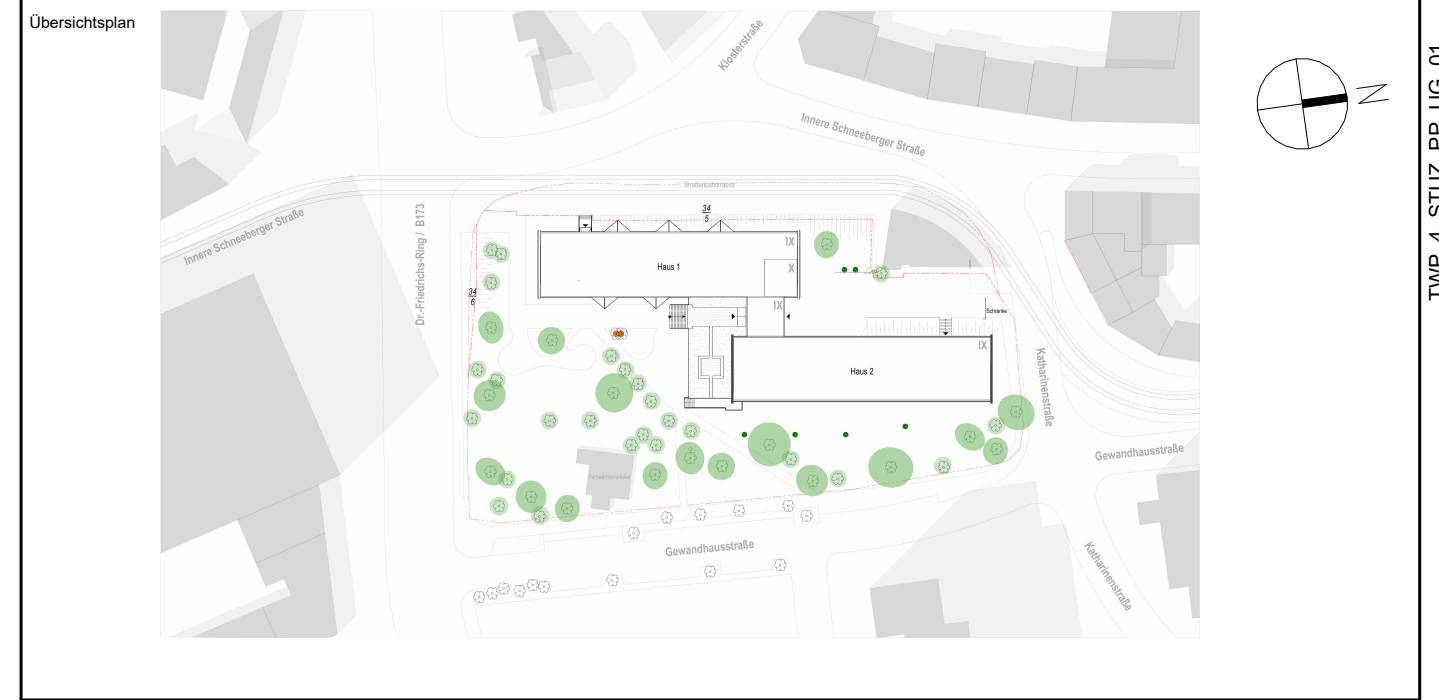 Übersichtsplan
Klosterstraße
Innere Schneeberger Straße
Straßenbahntrasse
34
5
Innere Schneeberger Straße
Dr.-Friedrichs-Ring / B173
IX
Haus 1
X
I
34
6
IX
Schranke
IX
Haus 2
Katharinenstraße
Gewandhausstraße
Gewandhausstraße
Katharinenstraße
N
TWP_4_STUZ_PP_UG_01